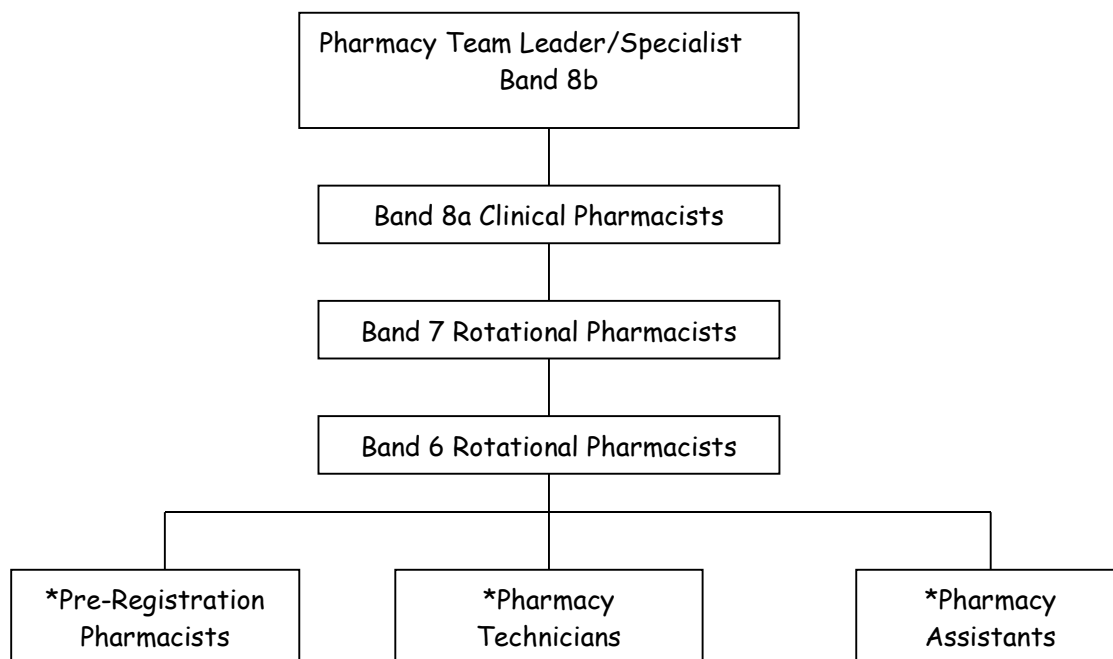 Pharmacy Team Leader/Specialist
Band 8b
Band 8a Clinical Pharmacists
Band 7 Rotational Pharmacists
Band 6 Rotational Pharmacists
*Pre-Registration
Pharmacists
*Pharmacy
Technicians
*Pharmacy
Assistants